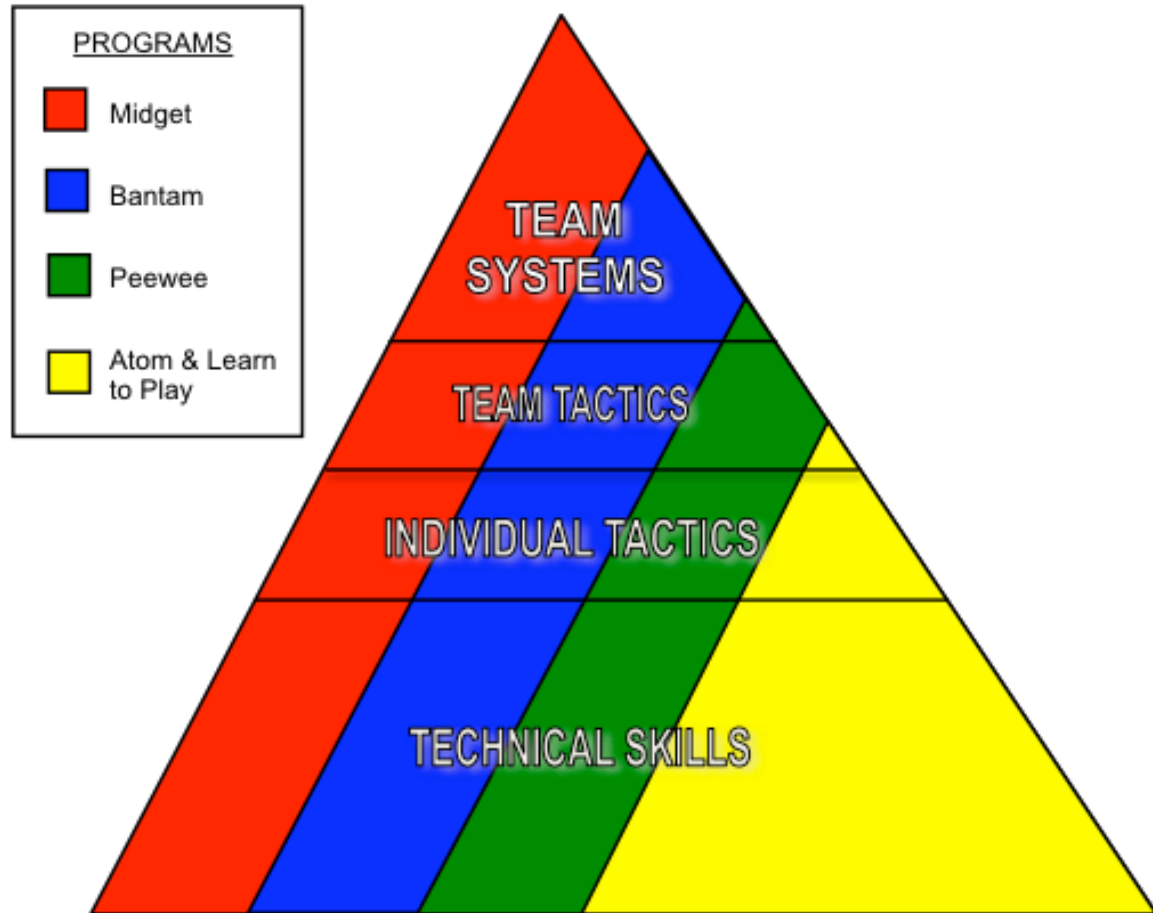 PROGRAMS
Midget
Bantam
Peewee
Atom & Learn
to Play
TEAM
SYSTEMS
TEAM TACTICS
INDIVIDUAL TACTICS
TECHNICAL SKILLS